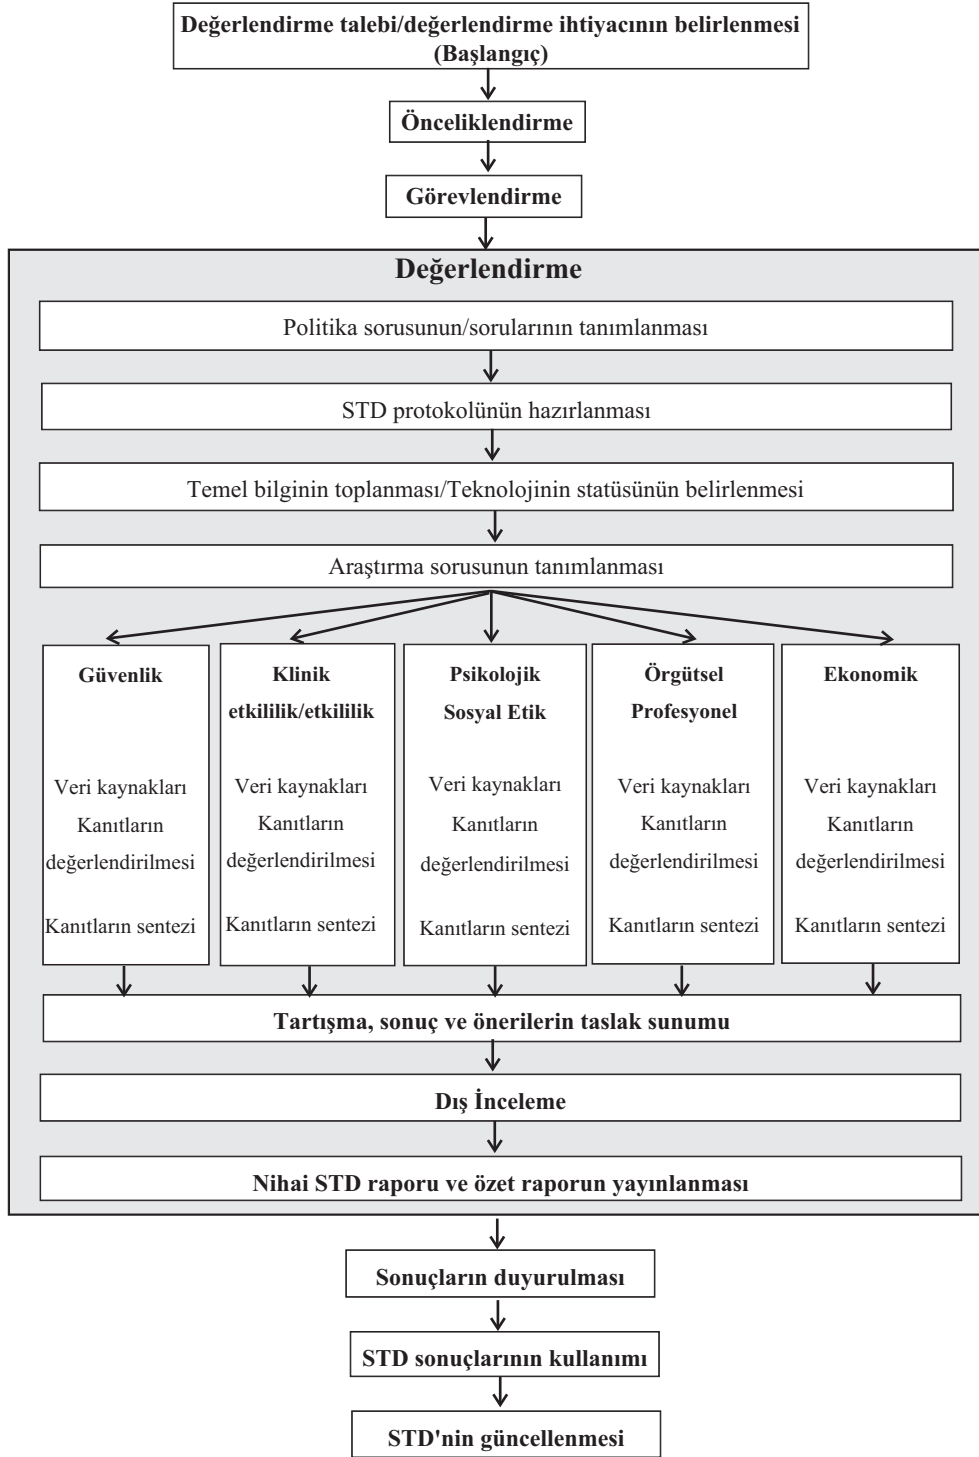 Değerlendirme talebi/değerlendirme ihtiyacının belirlenmesi
(Başlangıç)
Önceliklendirme
Görevlendirme
Değerlendirme
Politika sorusunun/sorularının tanımlanması
STD protokolünün hazırlanması
Temel bilginin toplanması/Teknolojinin statüsünün belirlenmesi
Araştırma sorusunun tanımlanması
Güvenlik
Veri kaynakları
Kanıtların
değerlendirilmesi
Kanıtların sentezi
Klinik
etkililik/etkililik
Veri kaynakları
Kanıtların
değerlendirilmesi
Kanıtların sentezi
Psikolojik
Sosyal Etik
Veri kaynakları
Kanıtların
değerlendirilmesi
Kanıtların sentezi
Örgütsel
Profesyonel
Veri kaynakları
Kanıtların
değerlendirilmesi
Kanıtların sentezi
Ekonomik
Veri kaynakları
Kanıtların
değerlendirilmesi
Kanıtların sentezi
Tartışma, sonuç ve önerilerin taslak sunumu
Dış İnceleme
Nihai STD raporu ve özet raporun yayınlanması
Sonuçların duyurulması
STD sonuçlarının kullanımı
STD'nin güncellenmesi